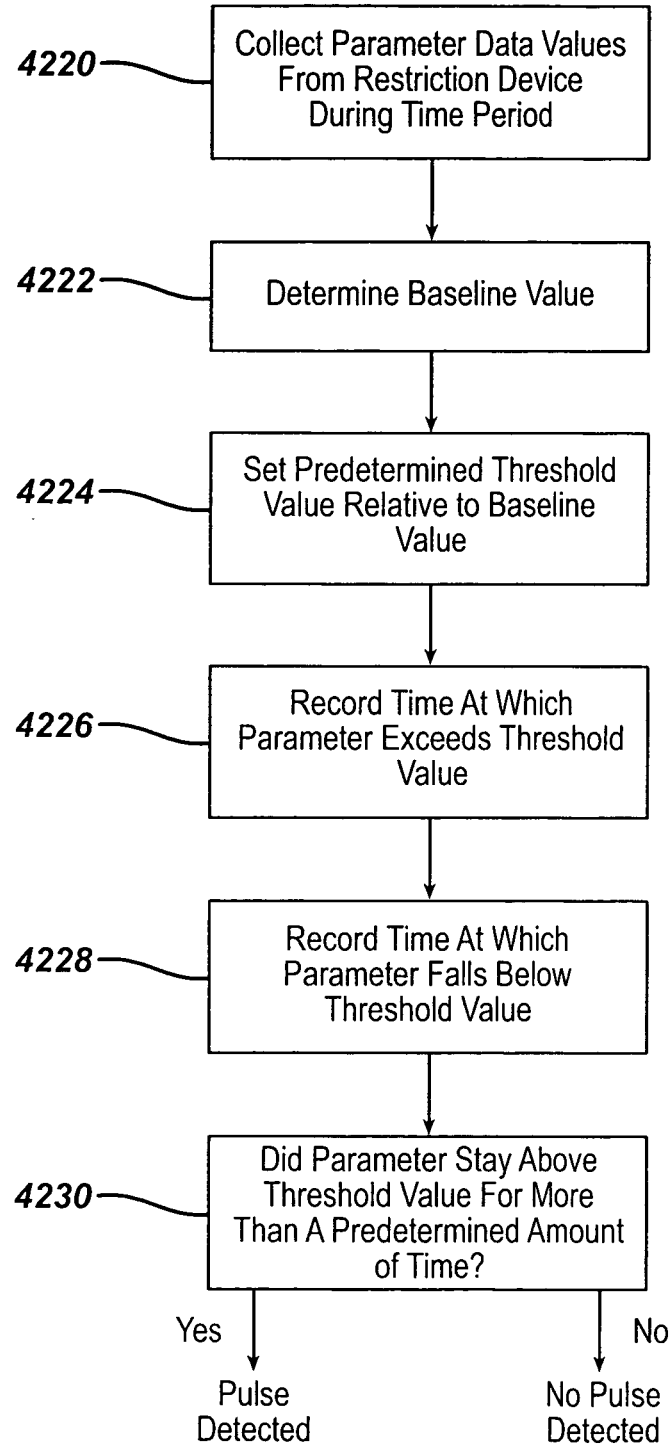 4220
Collect Parameter Data Values
From Restriction Device
During Time Period
4222
Determine Baseline Value
4224
Set Predetermined Threshold
Value Relative to Baseline
Value
4226
Record Time At Which
Parameter Exceeds Threshold
Value
4228
Record Time At Which
Parameter Falls Below
Threshold Value
4230
Did Parameter Stay Above
Threshold Value For More
Than A Predetermined Amount
of Time?
Yes
No
Pulse
Detected
No Pulse
Detected